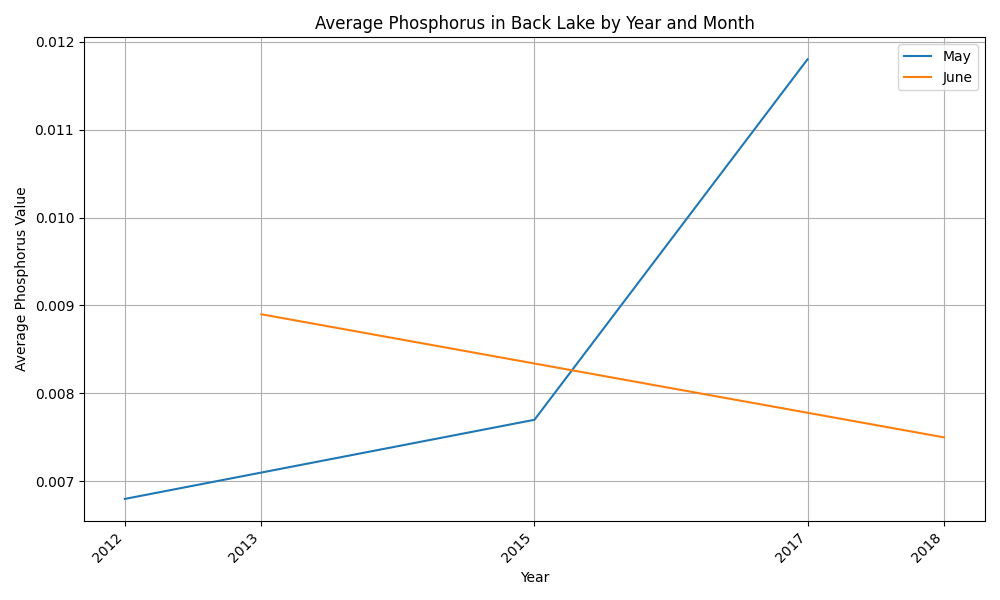 Average Phosphorus in Back Lake by Year and Month
0.012
0.011
0.010
0.009
0.008
0.007
Average Phosphorus Value
May
June
2012
2013
2015
2017
2018
Year